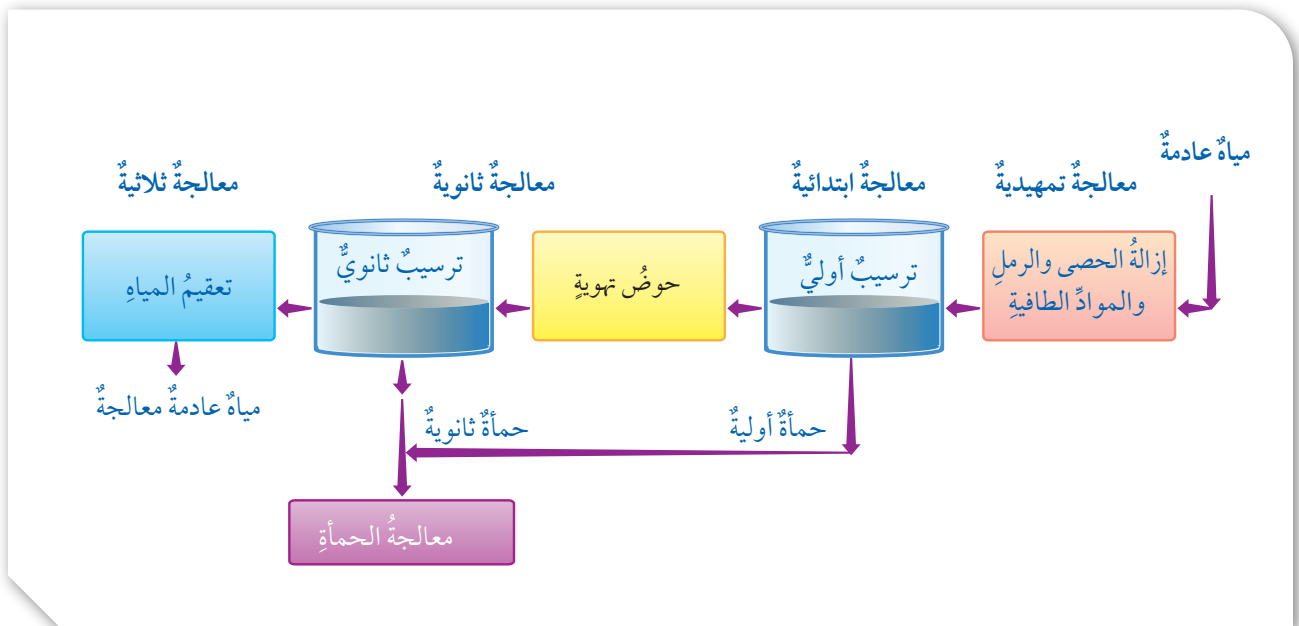 مياهٌ عادمةٌ
معالجةٌ تمهيديةٌ
معالجةٌ ابتدائيةٌ
معالجةٌ ثانويةٌ
معالجةٌ ثلاثيةٌ
إزالةُ الحصى والرملِ
والموادِّ الطافيةِ
ترسيبٌ أوليٌّ
حوضُ تهويةٍ
ترسيبٌ ثانويٌّ
تعقيمُ المياهِ
حمأةٌ أوليةٌ
حمأةٌ ثانويةٌ
مياهٌ عادمةٌ معالجةٌ
معالجةُ الحمأةِ